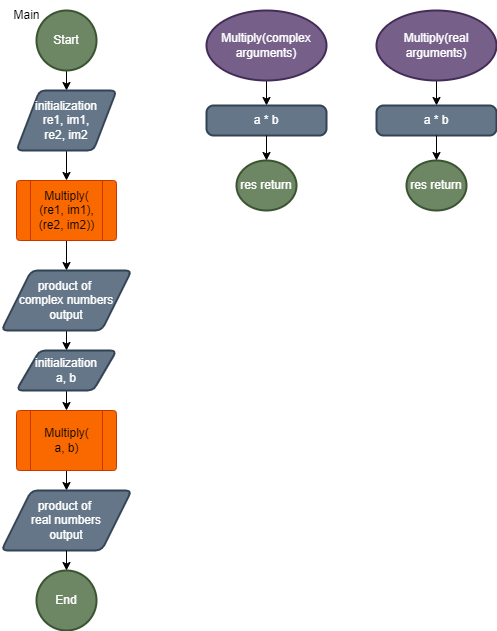 Main
Start
initialization
re1, im1,
re2, im2
Multiply(
(re1, im1),
(re2, im2))
product of
complex numbers
output
initialization
a, b
Multiply(
a, b)
product of
real numbers
output
End
Multiply(complex
arguments)
a * b
res return
Multiply(real
arguments)
a * b
res return